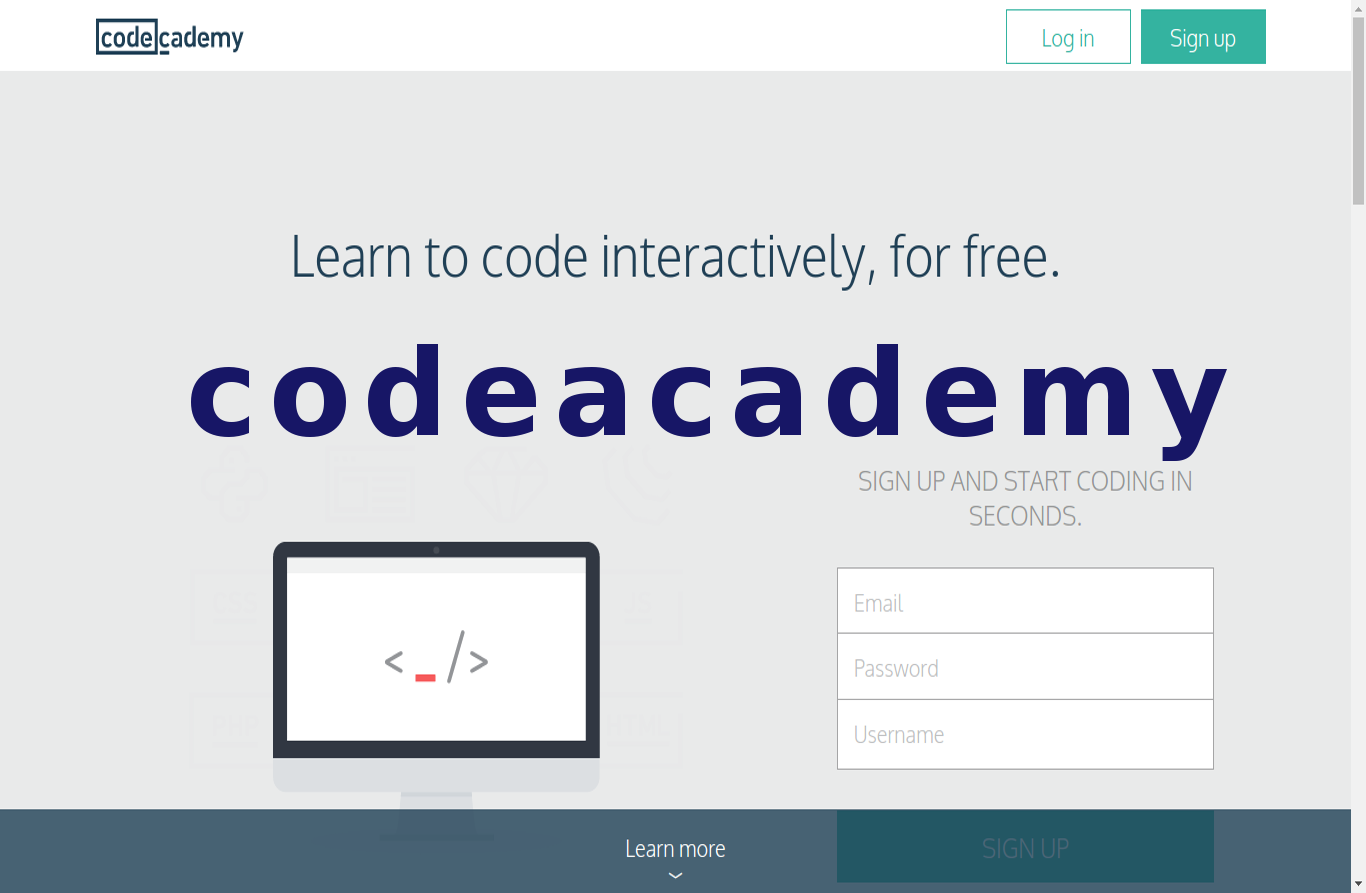 codecademy
Log in
Sign up
Learn to code interactively, for free.
codeacademy
SIGN UP AND START CODING IN
SECONDS.
CSS
JS
PHP
HTML
< _ />
Email
Password
Username
Learn more
SIGN UP